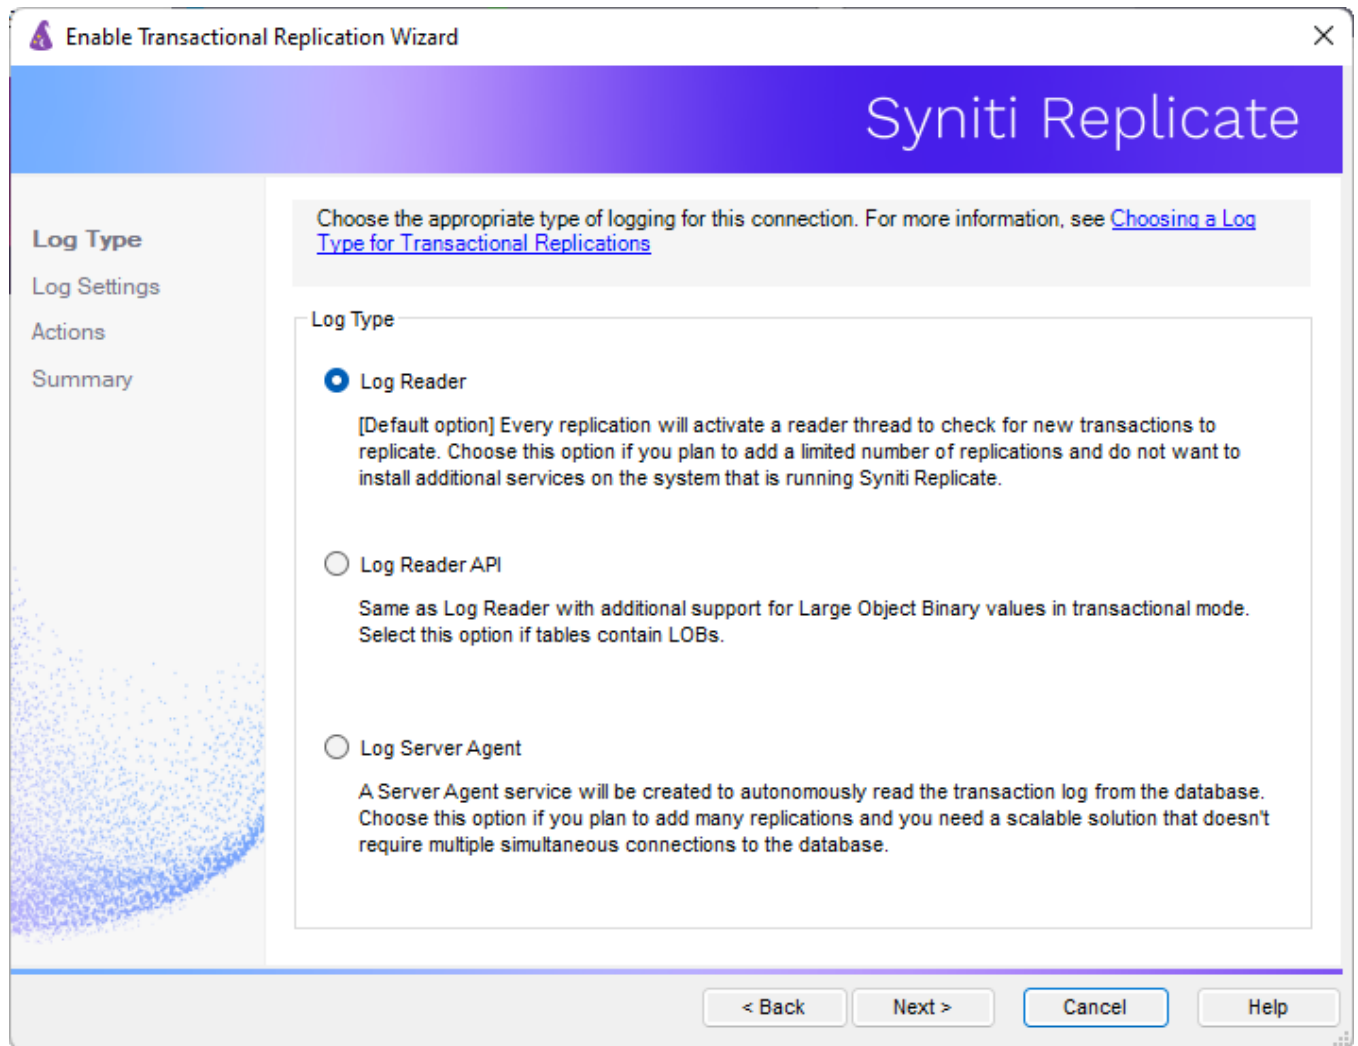 Enable Transactional Replication Wizard
Syniti Replicate
Log Type
Log Settings
Actions
Summary
Choose the appropriate type of logging for this connection. For more information, see Choosing a Log
Type for Transactional Replications
Log Type
Log Reader
[Default option] Every replication will activate a reader thread to check for new transactions to
replicate. Choose this option if you plan to add a limited number of replications and do not want to
install additional services on the system that is running Syniti Replicate.
Log Reader API
Same as Log Reader with additional support for Large Object Binary values in transactional mode.
Select this option if tables contain LOBs.
Log Server Agent
A Server Agent service will be created to autonomously read the transaction log from the database.
Choose this option if you plan to add many replications and you need a scalable solution that doesn't
require multiple simultaneous connections to the database.
< Back
Next >
Cancel
Help